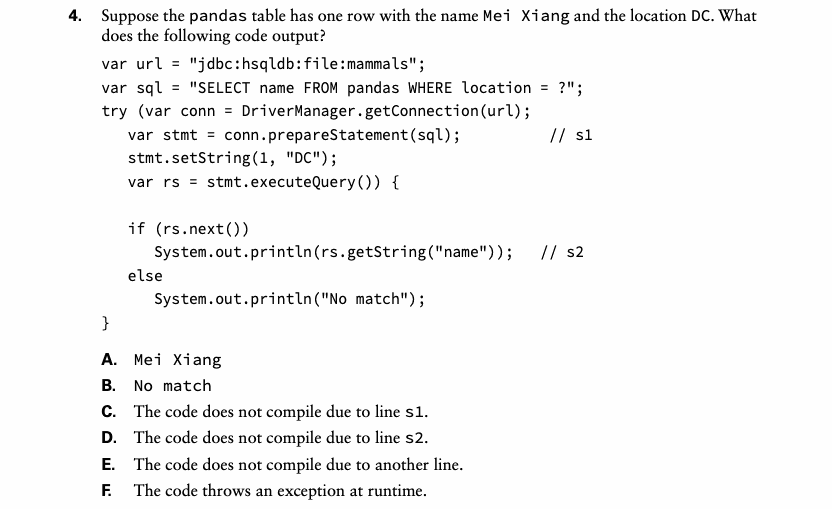 4. Suppose the pandas table has one row with the name Mei Xiang and the location DC. What
does the following code output?
var url = "jdbc:hsqldb:file:mammals";
var sql = "SELECT name FROM pandas WHERE location = ?";
try (var conn = DriverManager.getConnection(url);
   var stmt = conn.prepareStatement(sql);          // s1
   stmt.setString(1, "DC");
   var rs = stmt.executeQuery()) {

   if (rs.next())
      System.out.println(rs.getString("name"));   // s2
   else
      System.out.println("No match");
}
A. Mei Xiang
B. No match
C. The code does not compile due to line s1.
D. The code does not compile due to line s2.
E. The code does not compile due to another line.
F. The code throws an exception at runtime.